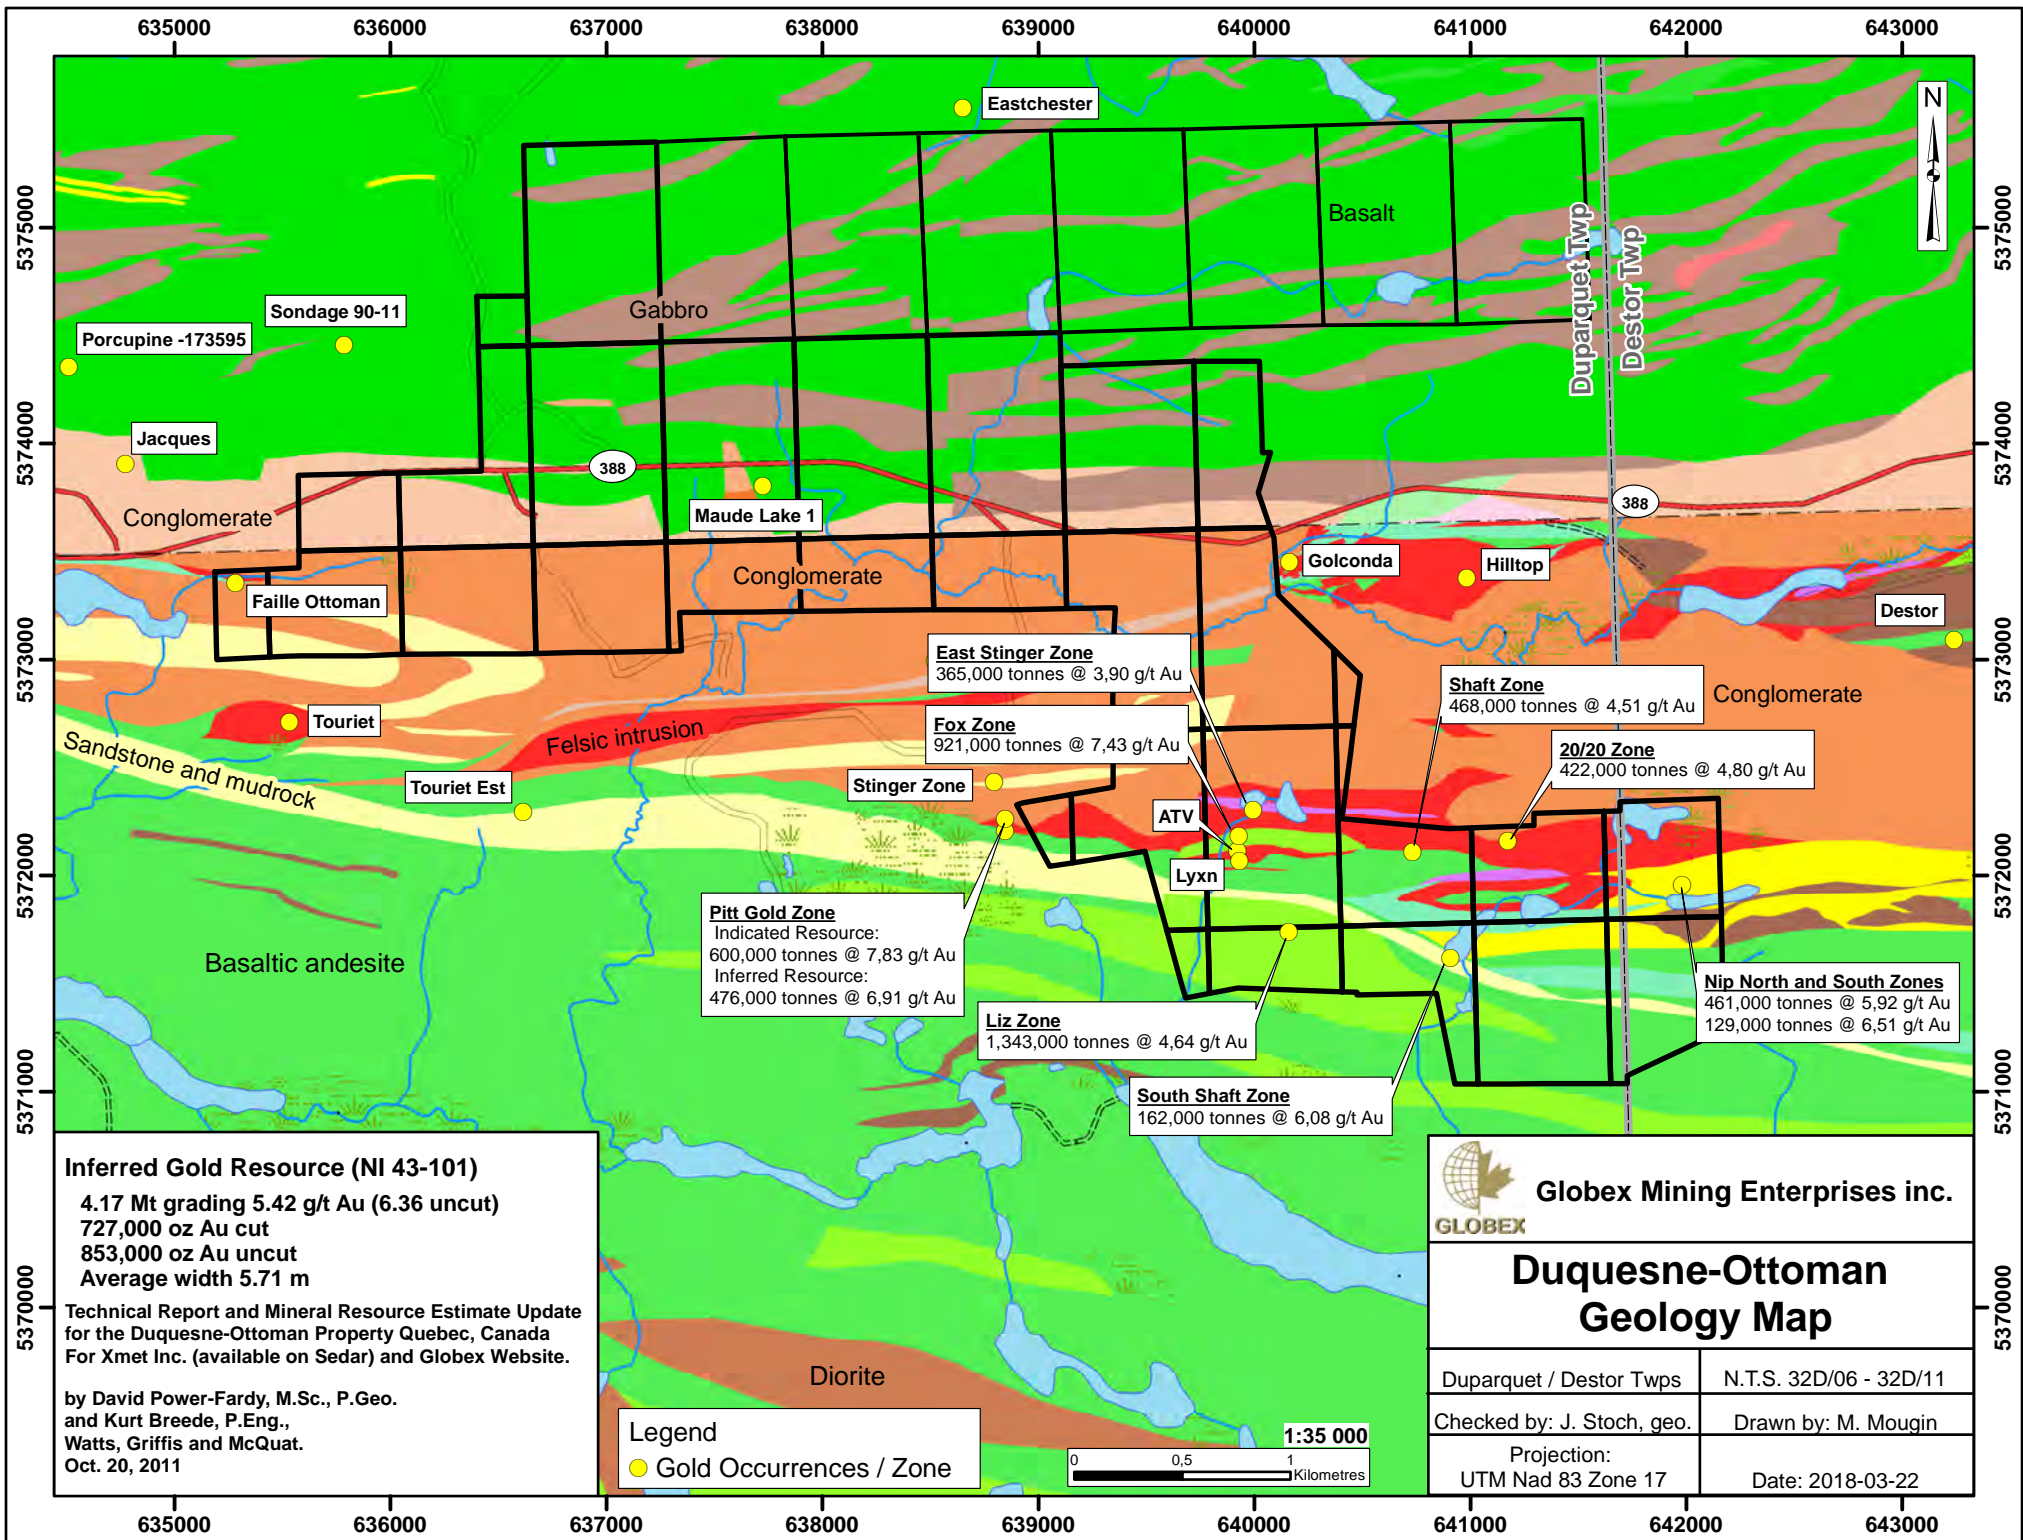 635000 636000 637000 638000 639000 640000 641000 642000 643000
5375000
5374000
5373000
5372000
5371000
5370000
5375000
5374000
5373000
5372000
5371000
5370000
Eastchester
N
Basalt
Duparquet Twp
Destor Twp
Gabbro
Sondage 90-11
Porcupine -173595
Jacques
388
Maude Lake 1
Conglomerate
388
Conglomerate
Golconda
Hilltop
Faille Ottoman
Destor
East Stinger Zone
365,000 tonnes @ 3,90 g/t Au
Shaft Zone
468,000 tonnes @ 4,51 g/t Au
Conglomerate
Touriet
Felsic intrusion
Fox Zone
921,000 tonnes @ 7,43 g/t Au
20/20 Zone
422,000 tonnes @ 4,80 g/t Au
Sandstone and mudrock
Touriet Est
Stinger Zone
ATV
Lyxn
Pitt Gold Zone
Indicated Resource:
600,000 tonnes @ 7,83 g/t Au
Inferred Resource:
476,000 tonnes @ 6,91 g/t Au
Basaltic andesite
Nip North and South Zones
461,000 tonnes @ 5,92 g/t Au
129,000 tonnes @ 6,51 g/t Au
Liz Zone
1,343,000 tonnes @ 4,64 g/t Au
South Shaft Zone
162,000 tonnes @ 6,08 g/t Au
Inferred Gold Resource (NI 43-101)
4.17 Mt grading 5.42 g/t Au (6.36 uncut)
727,000 oz Au cut
853,000 oz Au uncut
Average width 5.71 m
Technical Report and Mineral Resource Estimate Update
for the Duquesne-Ottoman Property Quebec, Canada
For Xmet Inc. (available on Sedar) and Globex Website.
by David Power-Fardy, M.Sc., P.Geo.
and Kurt Breede, P.Eng.,
Watts, Griffis and McQuat.
Oct. 20, 2011
Diorite
Legend
Gold Occurrences / Zone
1:35 000
0 0,5 1
Kilometres
GLOBEX
Globex Mining Enterprises inc.
Duquesne-Ottoman
Geology Map
Duparquet / Destor Twps
N.T.S. 32D/06 - 32D/11
Checked by: J. Stoch, geo.
Drawn by: M. Mougin
Projection:
UTM Nad 83 Zone 17
Date: 2018-03-22
635000 636000 637000 638000 639000 640000 641000 642000 643000